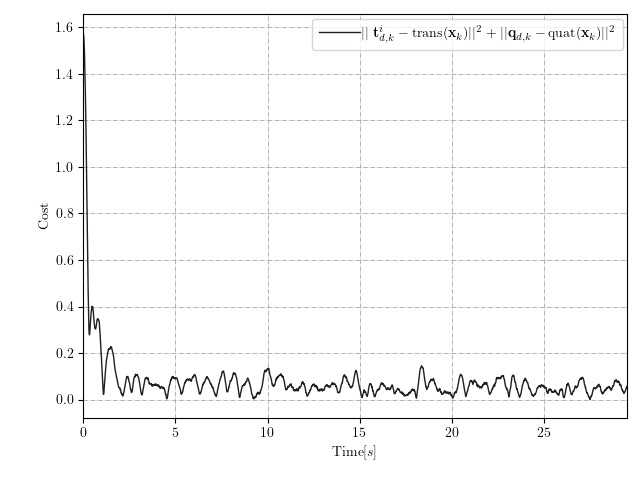 || t^i_{d,k} − trans(x_k)||^2 + ||q_{d,k} − quat(x_k)||^2
1.6
1.4
1.2
1.0
0.8
0.6
0.4
0.2
0.0
Cost
0 5 10 15 20 25
Time[s]